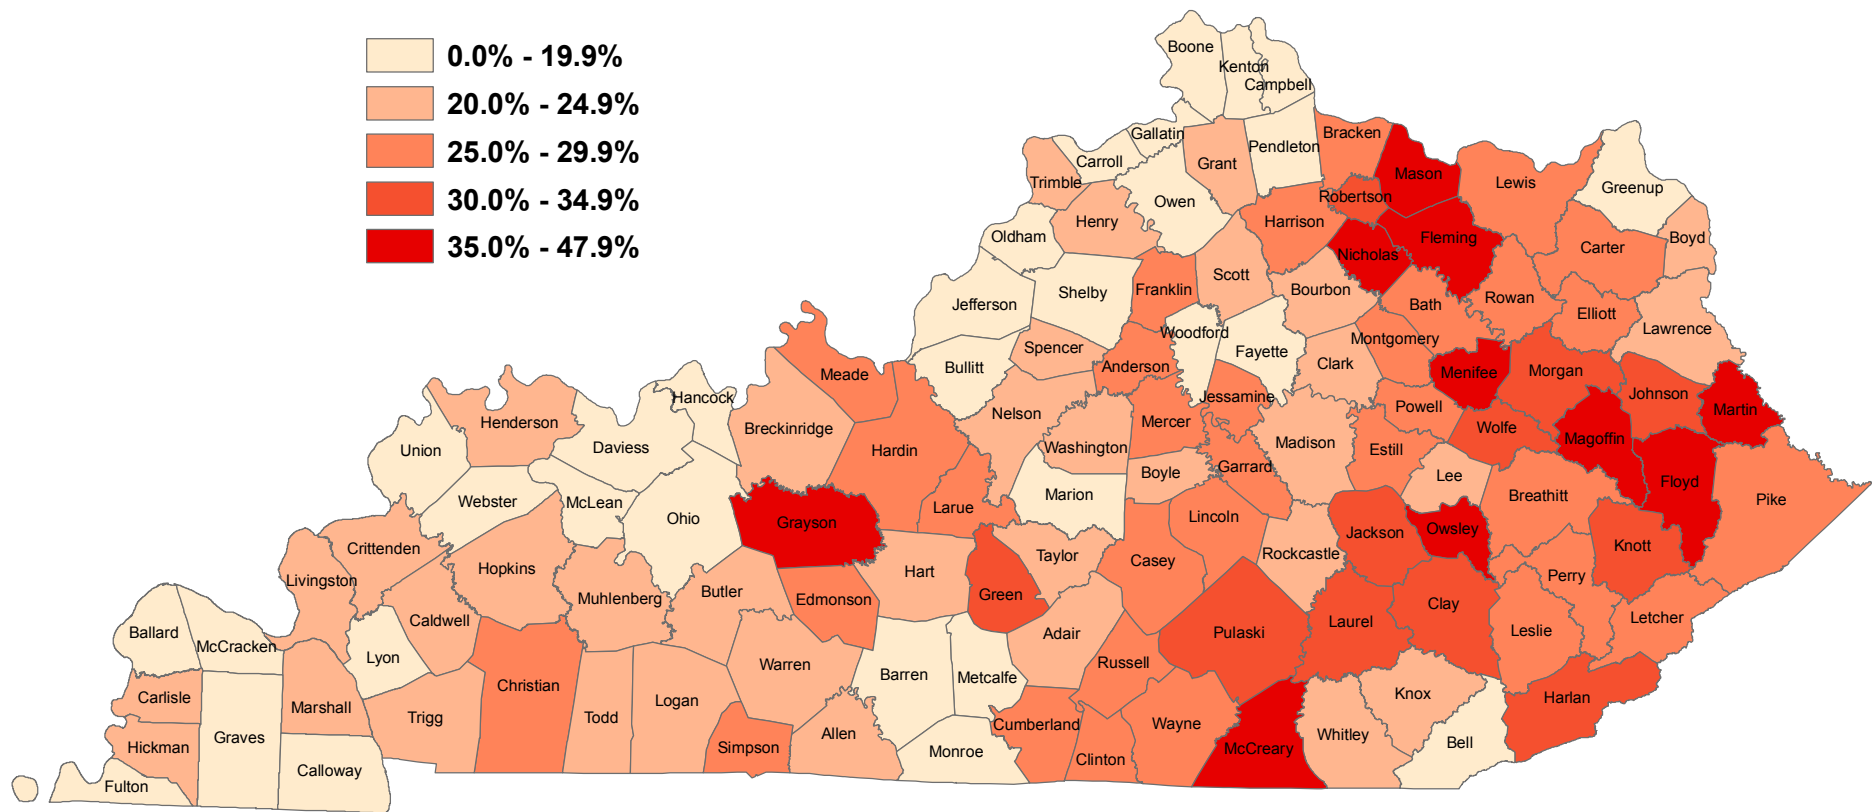 0.0% - 19.9%
20.0% - 24.9%
25.0% - 29.9%
30.0% - 34.9%
35.0% - 47.9%
Boone
Kenton
Campbell
Gallatin
Carroll
Grant
Pendleton
Bracken
Mason
Lewis
Greenup
Trimble
Owen
Robertson
Henry
Harrison
Oldham
Fleming
Carter
Boyd
Nicholas
Scott
Shelby
Franklin
Bourbon
Jefferson
Bath
Rowan
Elliott
Lawrence
Woodford
Fayette
Montgomery
Spencer
Bullitt
Anderson
Clark
Menifee
Morgan
Meade
Johnson
Hancock
Jessamine
Powell
Martin
Henderson
Breckinridge
Nelson
Mercer
Wolfe
Magoffin
Union
Daviess
Hardin
Washington
Garrard
Madison
Estill
Boyle
Lee
Floyd
Webster
McLean
Ohio
Grayson
Larue
Marion
Lincoln
Breathitt
Pike
Crittenden
Jackson
Owsley
Knott
Livingston
Hopkins
Hart
Taylor
Casey
Rockcastle
Perry
Muhlenberg
Butler
Edmonson
Green
Clay
Caldwell
Laurel
Letcher
Ballard
McCracken
Adair
Pulaski
Leslie
Lyon
Warren
Barren
Metcalfe
Russell
Carlisle
Marshall
Christian
Logan
Knox
Harlan
Trigg
Todd
Cumberland
Wayne
Graves
Hickman
Simpson
Allen
Monroe
McCreary
Whitley
Bell
Clinton
Calloway
Fulton